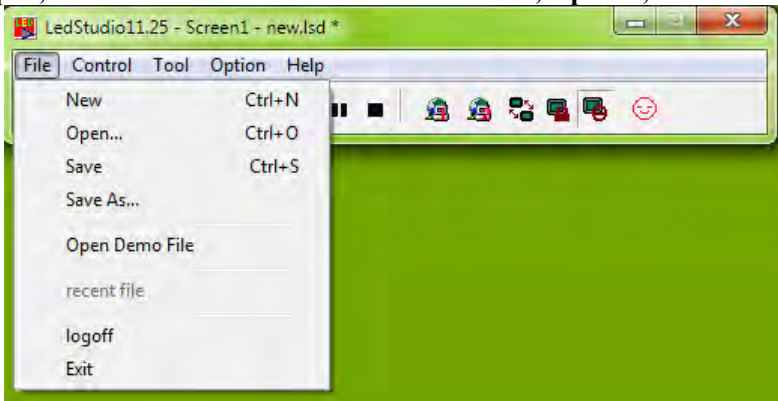 LedStudio11.25 - Screen1 - new.lsd *
File Control Tool Option Help
New Ctrl+N
Open... Ctrl+O
Save Ctrl+S
Save As...
Open Demo File
recent file
logoff
Exit